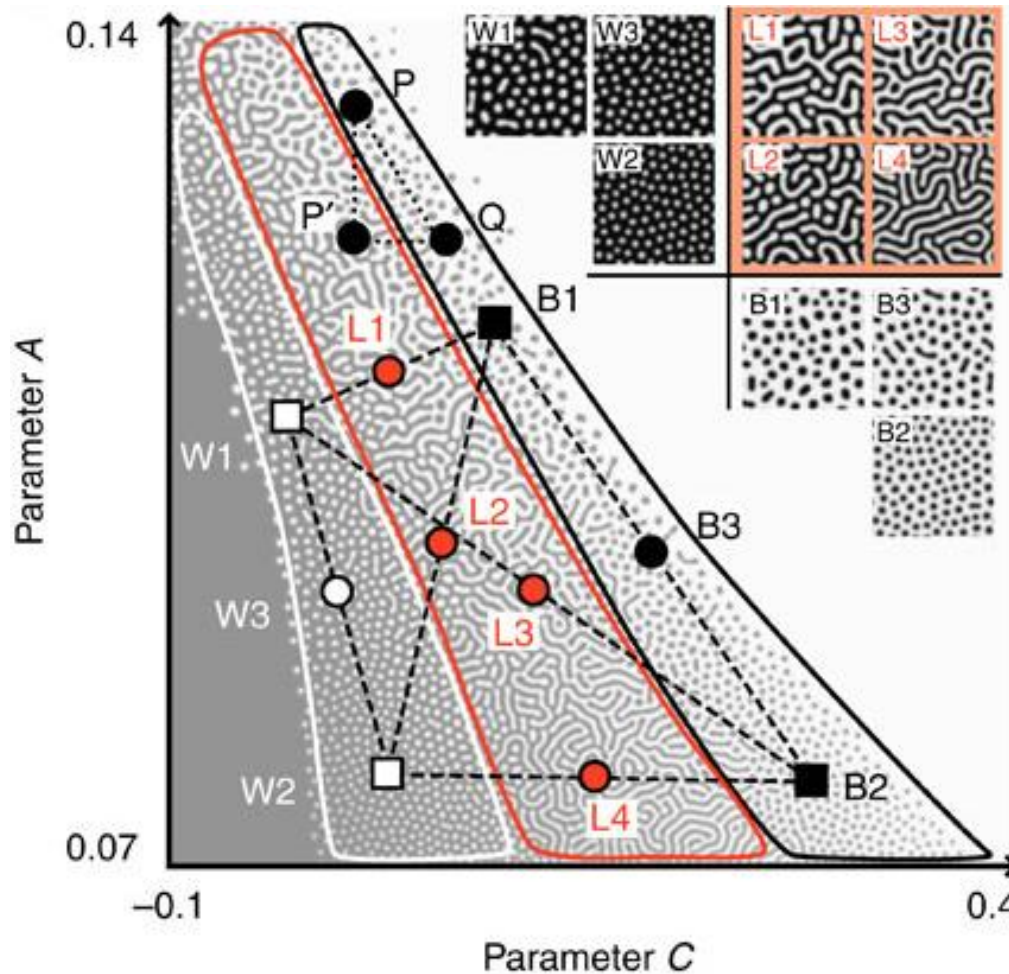 0.14
W1
W3
L1
L3
P
W2
L2
L4
P′
Q
B1
B1
B3
L1
B2
W1
L2
B3
W3
L3
W2
B2
L4
0.07
−0.1
0.4
Parameter C
Parameter A